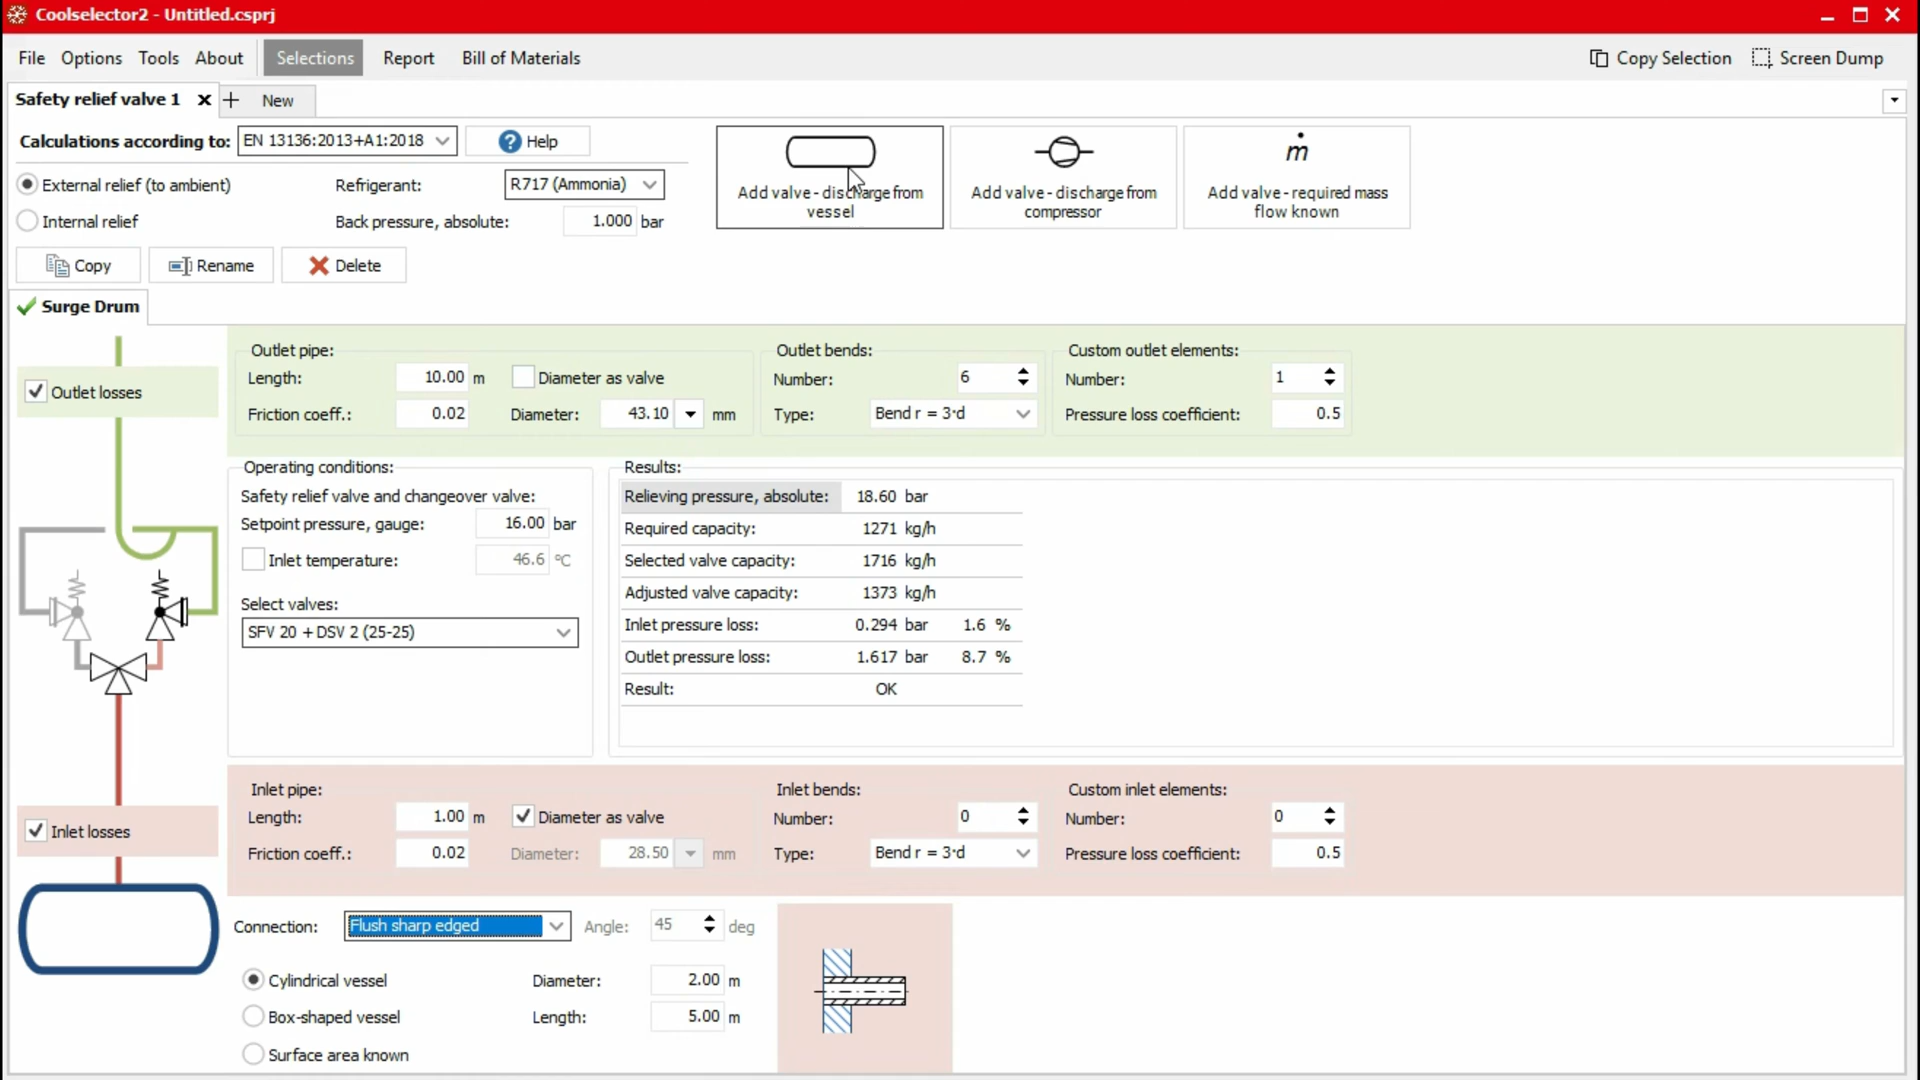 Coolselector2 - Untitled.csprj
File Options Tools About Selections Report Bill of Materials Copy Selection Screen Dump
Safety relief valve 1 New
Calculations according to: EN 13136:2013+A1:2018 Help
External relief (to ambient) Refrigerant: R717 (Ammonia)
Internal relief Back pressure, absolute: 1.000 bar
Add valve - discharge from
vessel
Add valve - discharge from
compressor
ṁ
Add valve - required mass
flow known
Copy Rename Delete
Surge Drum
Outlet losses
Outlet pipe:
Length: 10.00 m Diameter as valve
Friction coeff.: 0.02 Diameter: 43.10 mm
Outlet bends:
Number: 6
Type: Bend r = 3·d
Custom outlet elements:
Number: 1
Pressure loss coefficient: 0.5
Operating conditions:
Safety relief valve and changeover valve:
Setpoint pressure, gauge: 16.00 bar
Inlet temperature: 46.6 °C
Select valves:
SFV 20 + DSV 2 (25-25)
Results:
Relieving pressure, absolute: 18.60 bar
Required capacity: 1271 kg/h
Selected valve capacity: 1716 kg/h
Adjusted valve capacity: 1373 kg/h
Inlet pressure loss: 0.294 bar 1.6 %
Outlet pressure loss: 1.617 bar 8.7 %
Result: OK
Inlet losses
Inlet pipe:
Length: 1.00 m Diameter as valve
Friction coeff.: 0.02 Diameter: 28.50 mm
Inlet bends:
Number: 0
Type: Bend r = 3·d
Custom inlet elements:
Number: 0
Pressure loss coefficient: 0.5
Connection: Flush sharp edged Angle: 45 deg
Cylindrical vessel Diameter: 2.00 m
Box-shaped vessel Length: 5.00 m
Surface area known